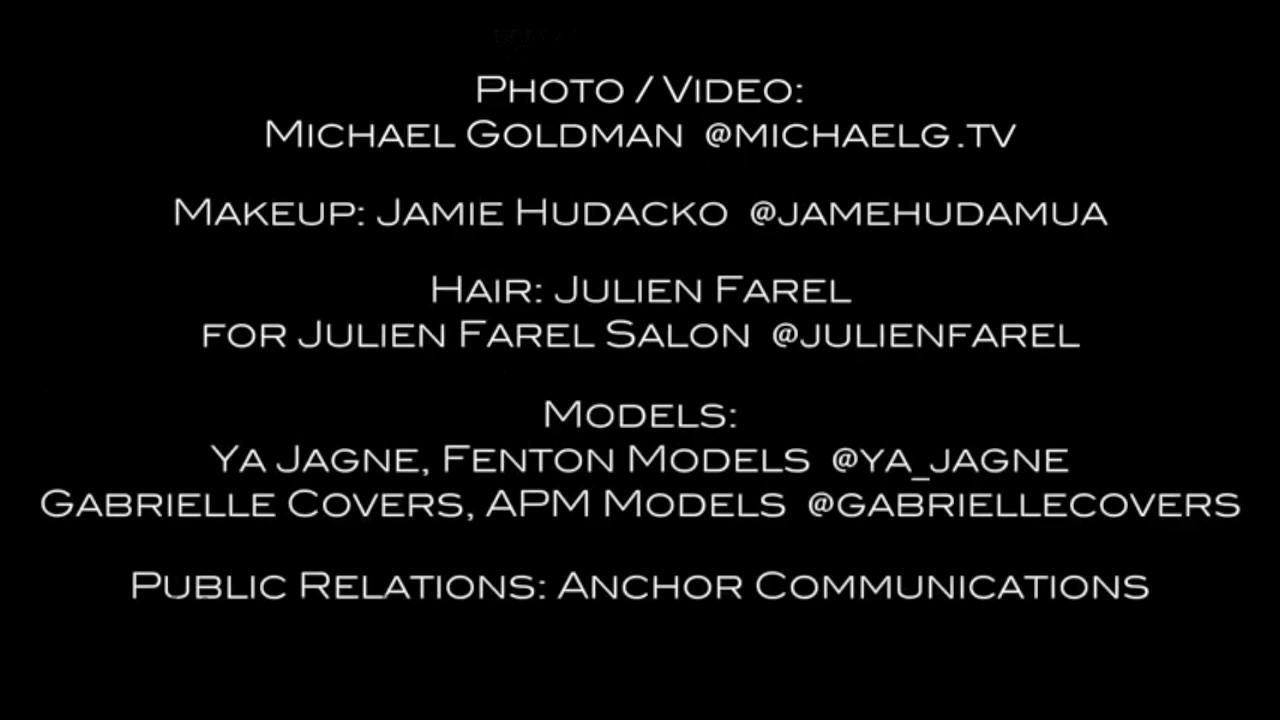 Photo / Video:
Michael Goldman @michaelg.tv
Makeup: Jamie Hudacko @jamehudamua
Hair: Julien Farel
for Julien Farel Salon @julienfarel
Models:
Ya Jagne, Fenton Models @ya_jagne
Gabrielle Covers, APM Models @gabriellecovers
Public Relations: Anchor Communications